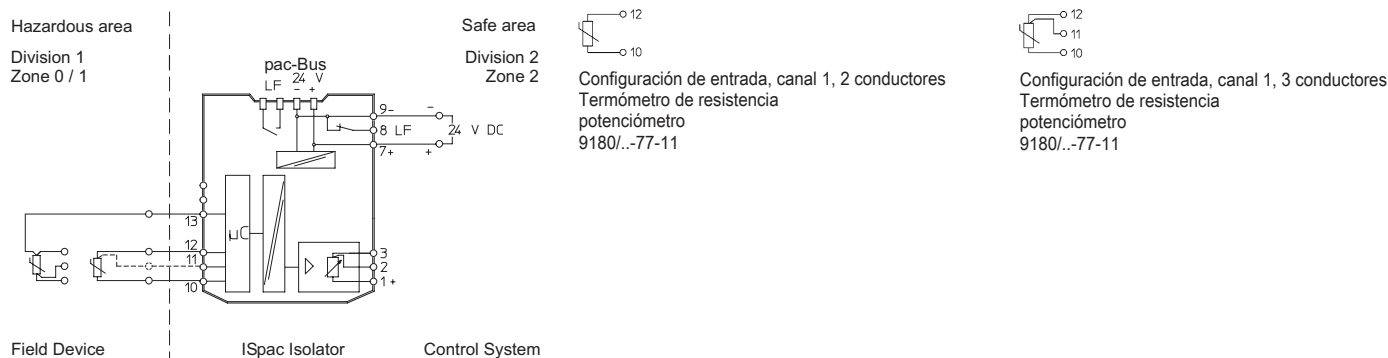 Hazardous area
Safe area
Division 1
Zone 0 / 1
Division 2
Zone 2
pac-Bus
LF 24 V
- +
9-
8 LF
7+
-
24 V DC
+
13
12
11
10
µC
3
2
1+
Field Device
ISpac Isolator
Control System
12
10
Configuración de entrada, canal 1, 2 conductores
Termómetro de resistencia
potenciómetro
9180/..-77-11
12
11
10
Configuración de entrada, canal 1, 3 conductores
Termómetro de resistencia
potenciómetro
9180/..-77-11